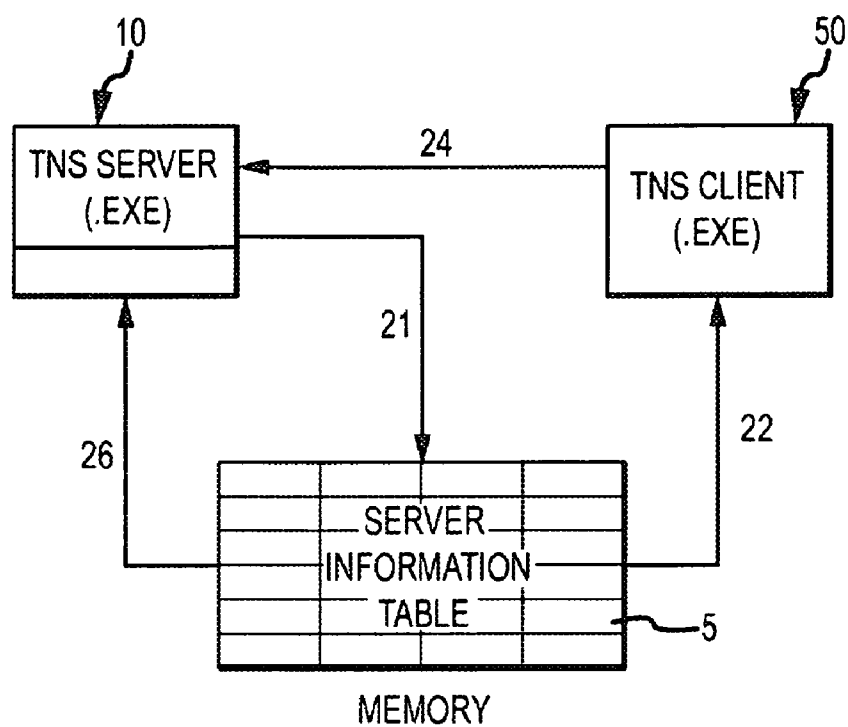 10
50
TNS SERVER
(.EXE)
24
TNS CLIENT
(.EXE)
21
26
22
SERVER
INFORMATION
TABLE
5
MEMORY